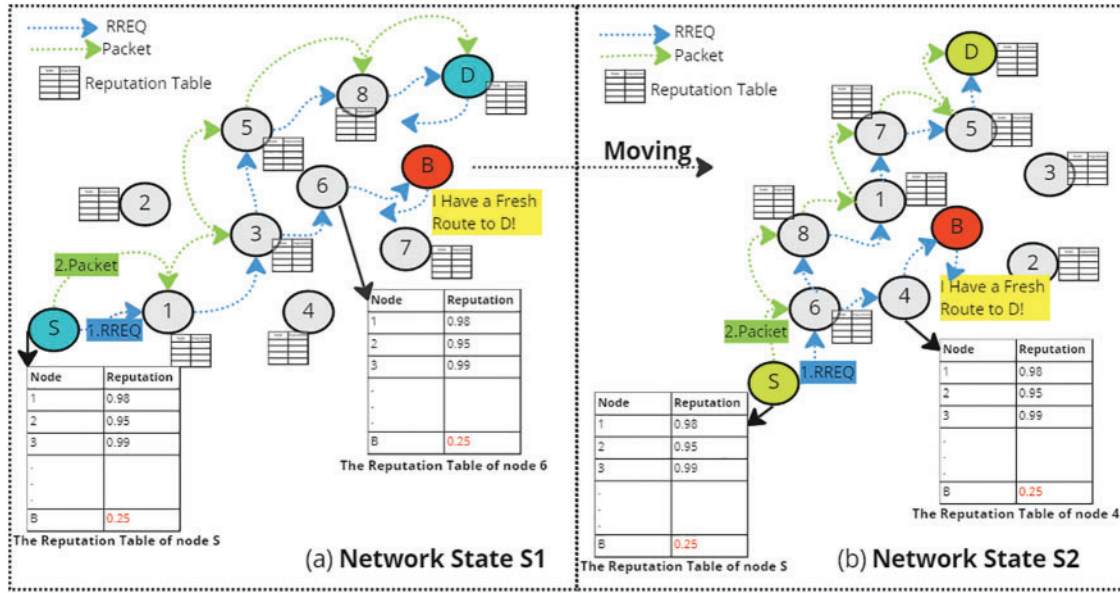 RREQ
Packet
Reputation Table
D
8
5
B
6
I Have a Fresh
Route to D!
2
3
7
2.Packet
1
4
S
1.RREQ
Node Reputation
1 0.98
2 0.95
3 0.99
.
.
.
B 0.25
The Reputation Table of node 6
Node Reputation
1 0.98
2 0.95
3 0.99
.
.
.
B 0.25
The Reputation Table of node S
(a) Network State S1
Moving
RREQ
Packet
Reputation Table
D
7
5
3
1
8
B
2
6
4
I Have a Fresh
Route to D!
2.Packet
1.RREQ
S
Node Reputation
1 0.98
2 0.95
3 0.99
.
.
.
B 0.25
The Reputation Table of node 4
Node Reputation
1 0.98
2 0.95
3 0.99
.
.
.
B 0.25
The Reputation Table of node S
(b) Network State S2